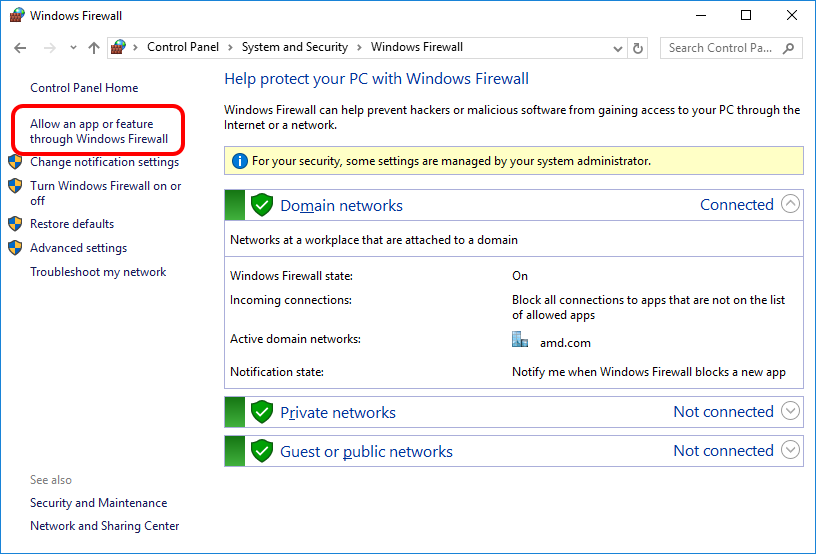 Windows Firewall
Control Panel > System and Security > Windows Firewall
Search Control Pa...
Control Panel Home
Allow an app or feature
through Windows Firewall
Change notification settings
Turn Windows Firewall on or
off
Restore defaults
Advanced settings
Troubleshoot my network
See also
Security and Maintenance
Network and Sharing Center
Help protect your PC with Windows Firewall
Windows Firewall can help prevent hackers or malicious software from gaining access to your PC through the
Internet or a network.
For your security, some settings are managed by your system administrator.
Domain networks Connected
Networks at a workplace that are attached to a domain
Windows Firewall state: On
Incoming connections: Block all connections to apps that are not on the list
of allowed apps
Active domain networks: amd.com
Notification state: Notify me when Windows Firewall blocks a new app
Private networks Not connected
Guest or public networks Not connected